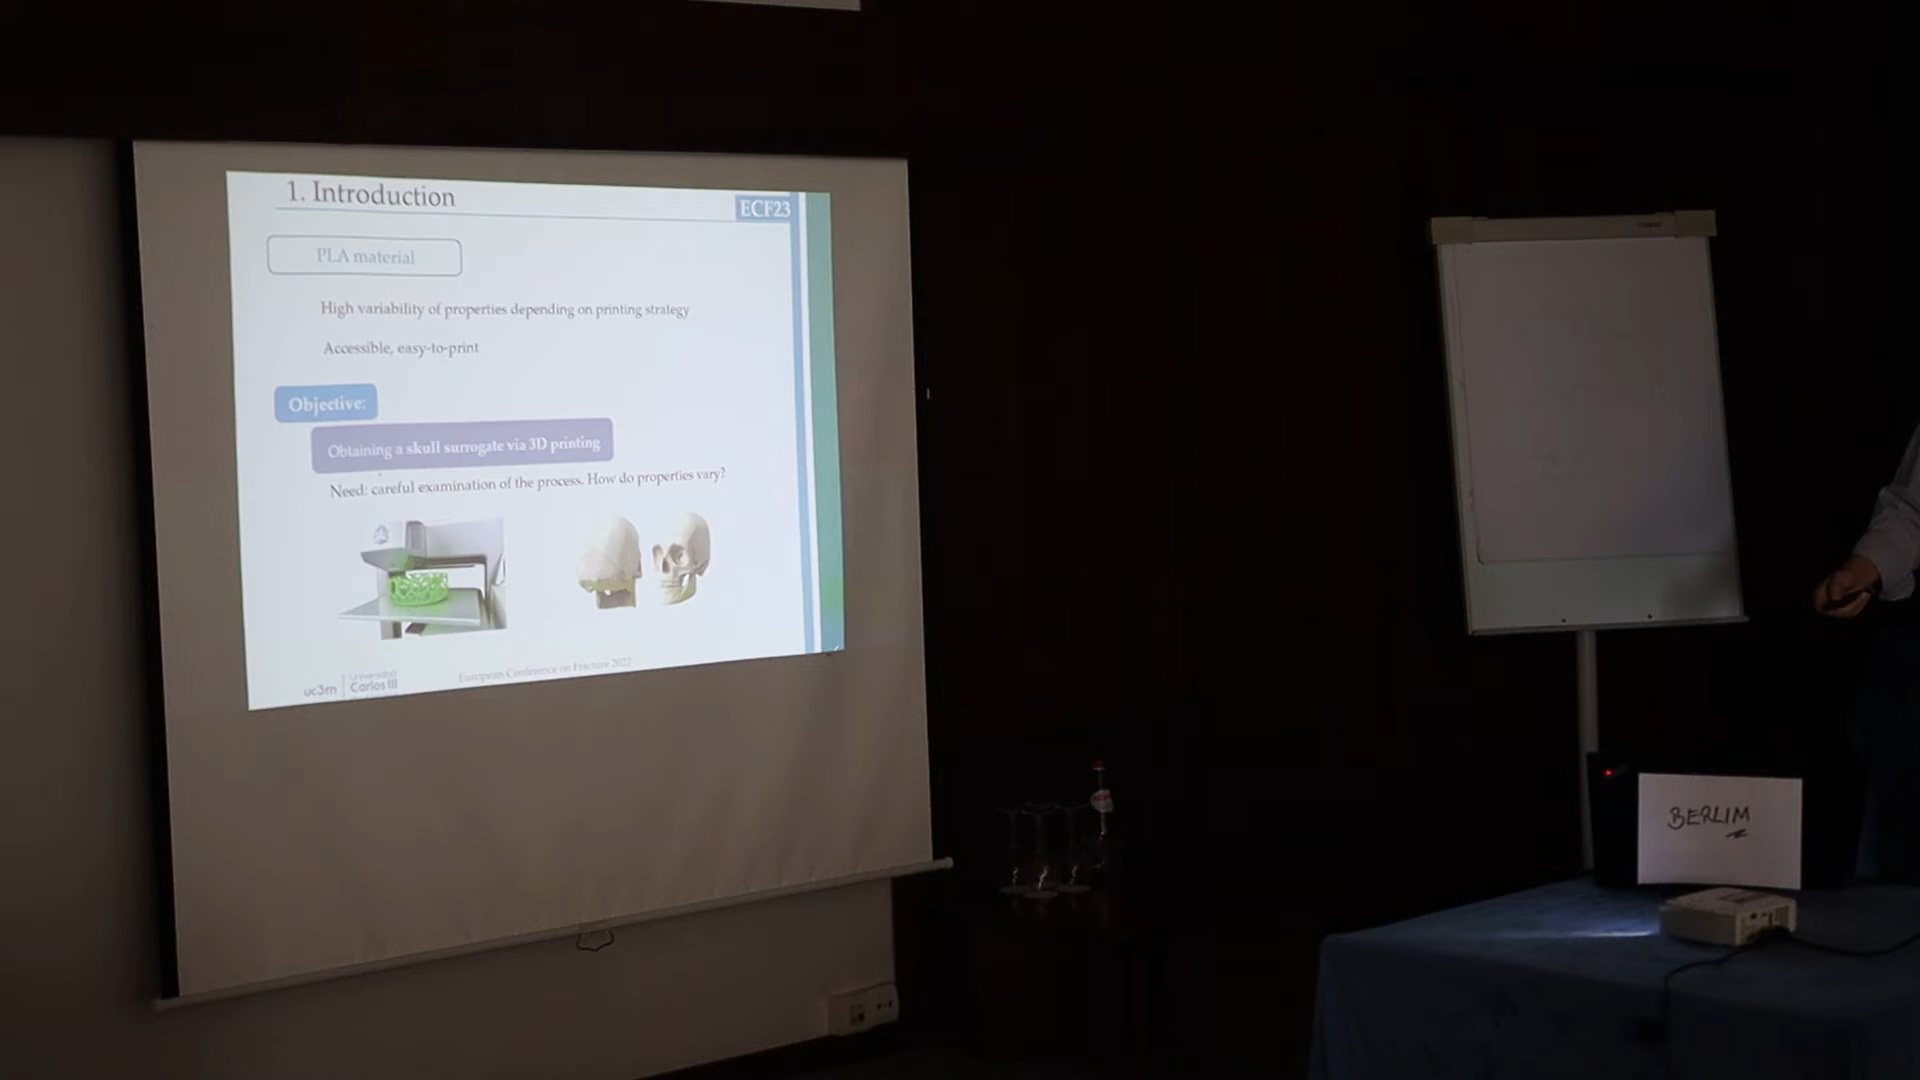 1. Introduction
ECF23
PLA material
High variability of properties depending on printing strategy
Accessible, easy-to-print
Objective:
Obtaining a skull surrogate via 3D printing
Need: careful examination of the process. How do properties vary?
European Conference on Fracture 2022
uc3m
Universidad
Carlos III
BERLIM